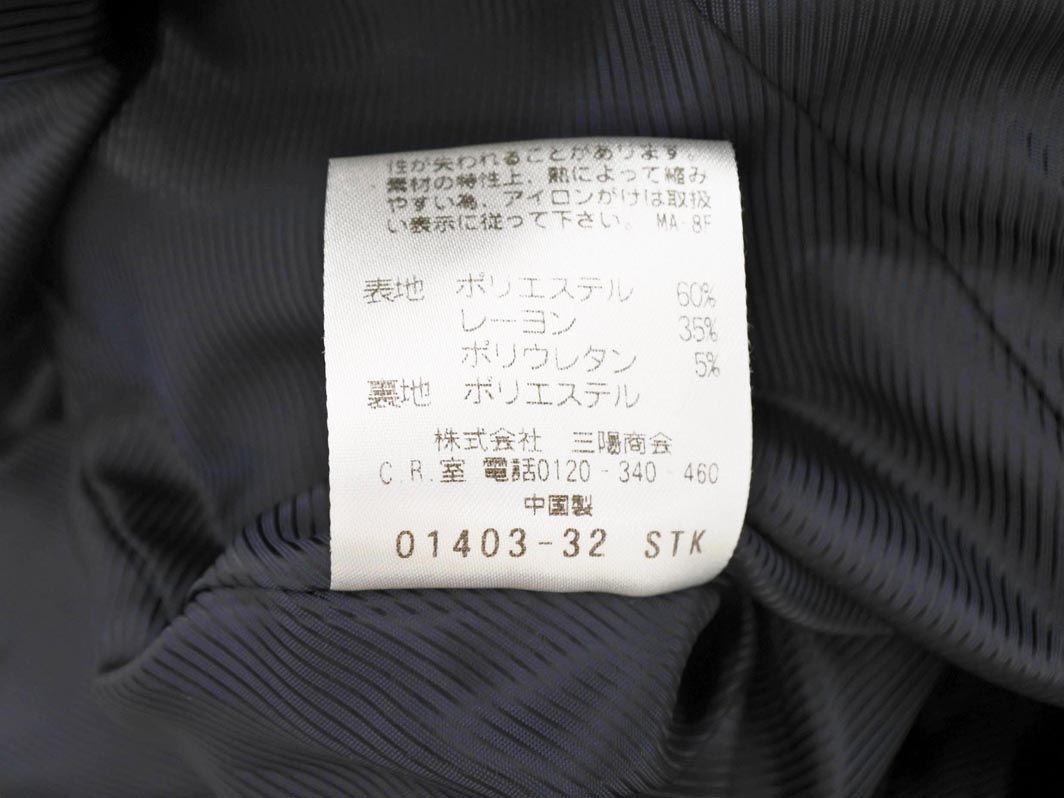 性が失われることがあります。
素材の特性上、熱によって縮み
やすい為、アイロンがけは取扱
い表示に従って下さい。 MA-8F
表地 ポリエステル 60%
レーヨン 35%
ポリウレタン 5%
裏地 ポリエステル
株式会社 三陽商会
C.R.室 電話0120-340-460
中国製
01403-32 STK